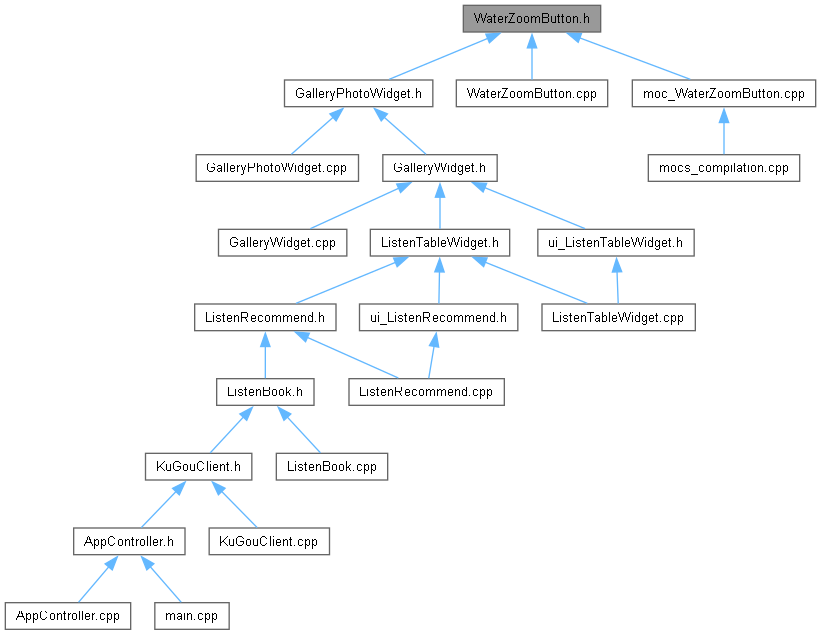 WaterZoomButton.h
GalleryPhotoWidget.h
WaterZoomButton.cpp
moc_WaterZoomButton.cpp
GalleryPhotoWidget.cpp
GalleryWidget.h
mocs_compilation.cpp
GalleryWidget.cpp
ListenTableWidget.h
ui_ListenTableWidget.h
ListenRecommend.h
ui_ListenRecommend.h
ListenTableWidget.cpp
ListenBook.h
ListenRecommend.cpp
KuGouClient.h
ListenBook.cpp
AppController.h
KuGouClient.cpp
AppController.cpp
main.cpp